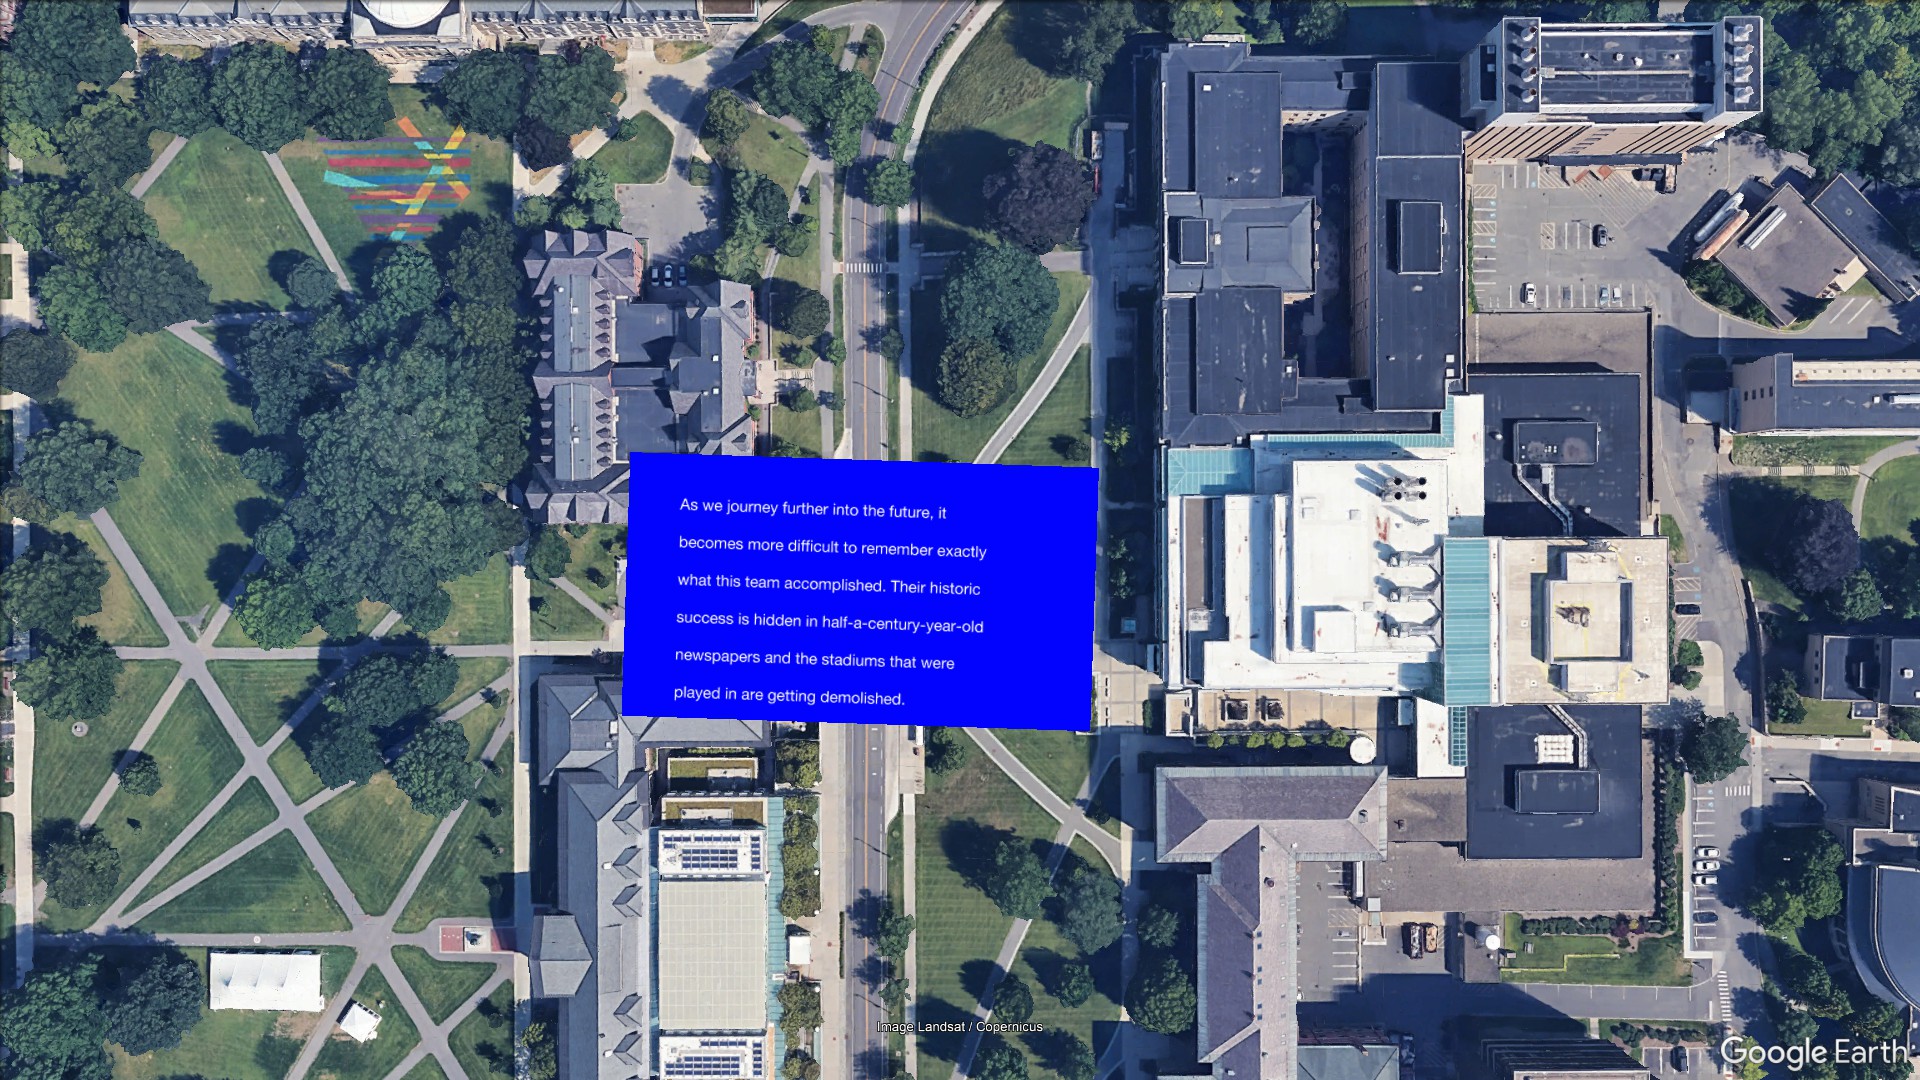 As we journey further into the future, it
becomes more difficult to remember exactly
what this team accomplished. Their historic
success is hidden in half-a-century-year-old
newspapers and the stadiums that were
played in are getting demolished.
Image Landsat / Copernicus
Google Earth